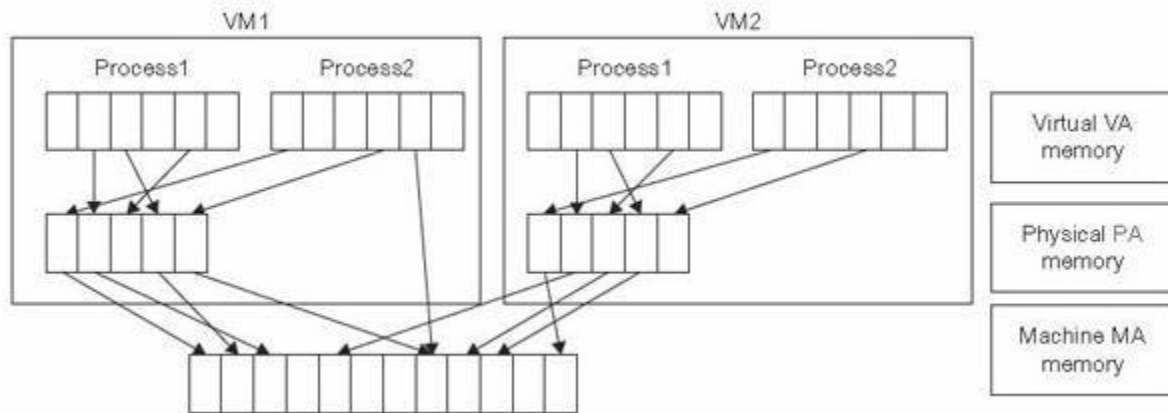 VM1
VM2
Process1
Process2
Process1
Process2
Virtual VA
memory
Physical PA
memory
Machine MA
memory